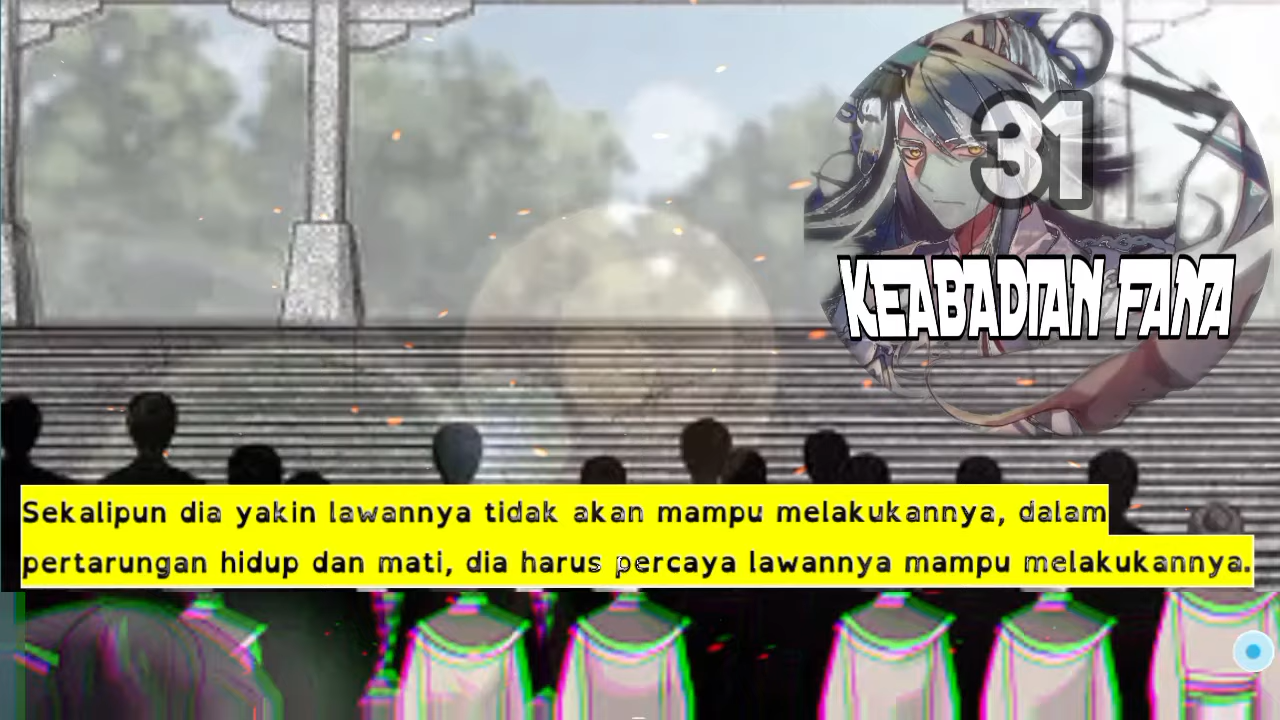 31
KEABADIAN FANA
Sekalipun dia yakin lawannya tidak akan mampu melakukannya, dalam
pertarungan hidup dan mati, dia harus percaya lawannya mampu melakukannya.